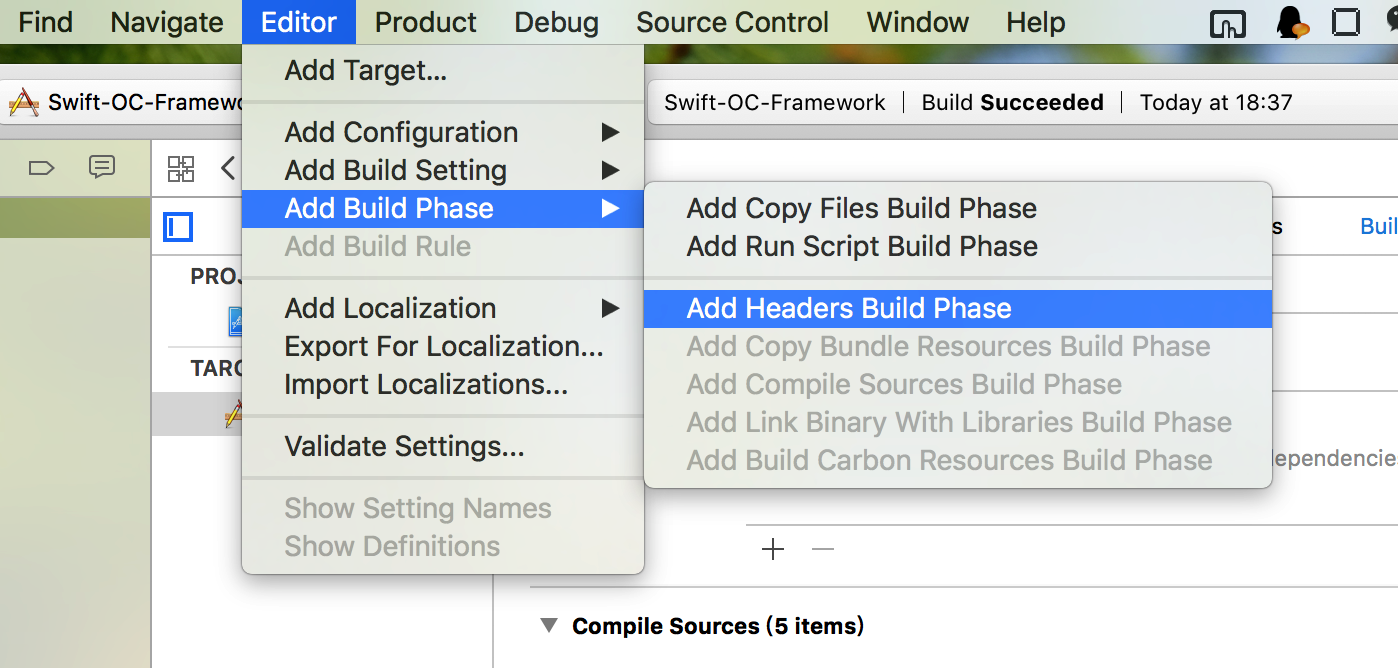 Find Navigate Editor Product Debug Source Control Window Help
Swift-OC-Framewo
Swift-OC-Framework | Build Succeeded | Today at 18:37
Add Target...
Add Configuration
Add Build Setting
Add Build Phase
Add Build Rule
Add Localization
Export For Localization...
Import Localizations...
Validate Settings...
Show Setting Names
Show Definitions
Add Copy Files Build Phase
Add Run Script Build Phase
Add Headers Build Phase
Add Copy Bundle Resources Build Phase
Add Compile Sources Build Phase
Add Link Binary With Libraries Build Phase
Add Build Carbon Resources Build Phase
s Buil
PROJ
TARG
ependencie
Compile Sources (5 items)